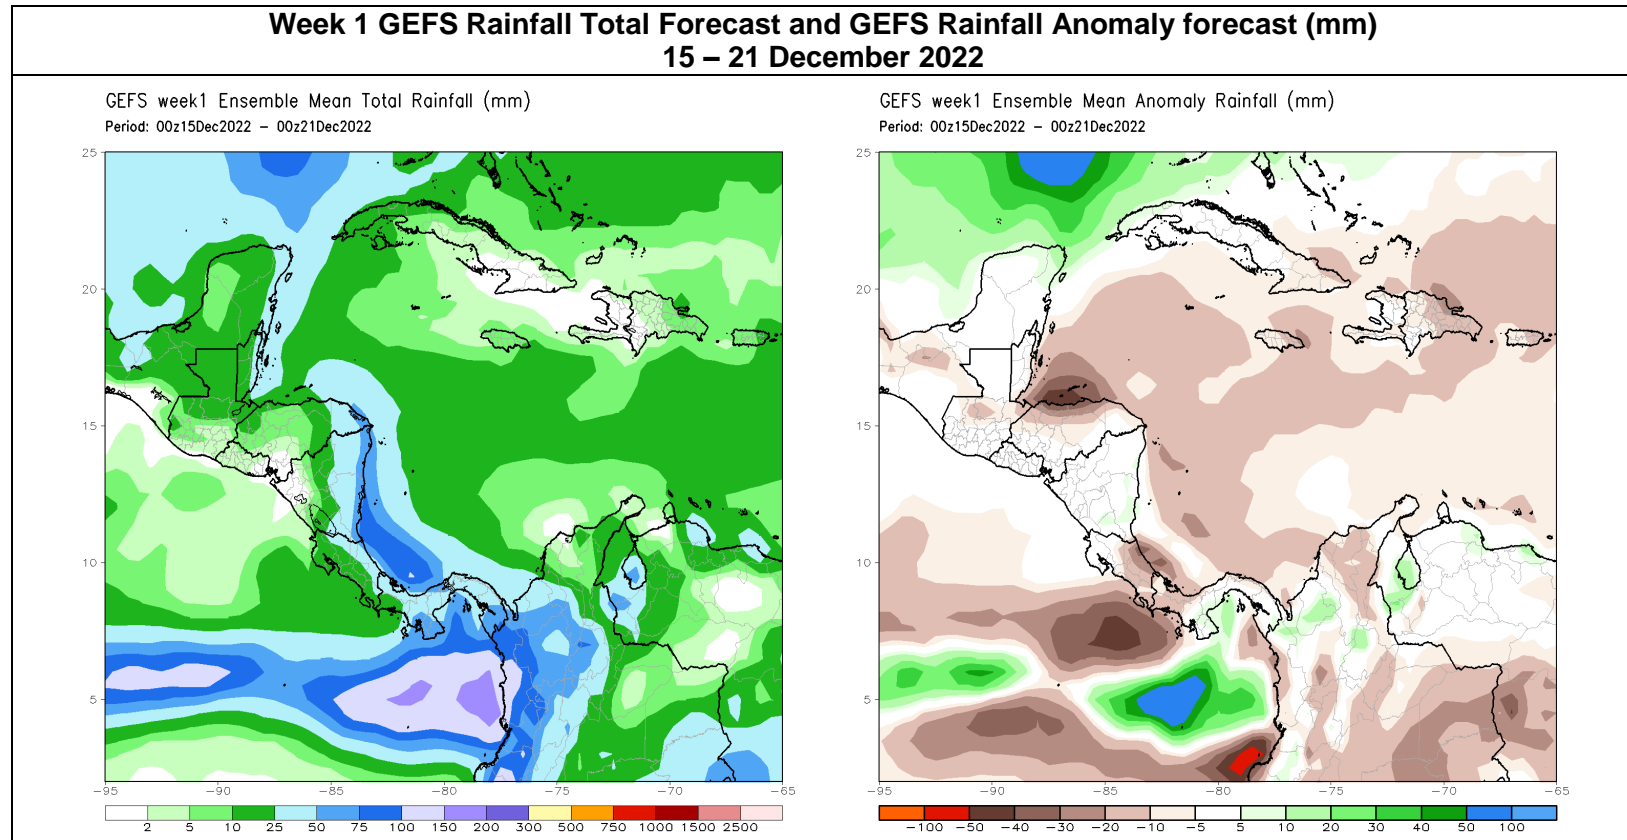 Week 1 GEFS Rainfall Total Forecast and GEFS Rainfall Anomaly forecast (mm)
15 – 21 December 2022
GEFS week1 Ensemble Mean Total Rainfall (mm)
Period: 00z15Dec2022 – 00z21Dec2022
25
20
15
10
5
−95 −90 −85 −80 −75 −70 −65
2 5 10 25 50 75 100 150 200 300 500 750 1000 1500 2500
GEFS week1 Ensemble Mean Anomaly Rainfall (mm)
Period: 00z15Dec2022 – 00z21Dec2022
25
20
15
10
5
−95 −90 −85 −80 −75 −70 −65
−100 −50 −40 −30 −20 −10 −5 5 10 20 30 40 50 100